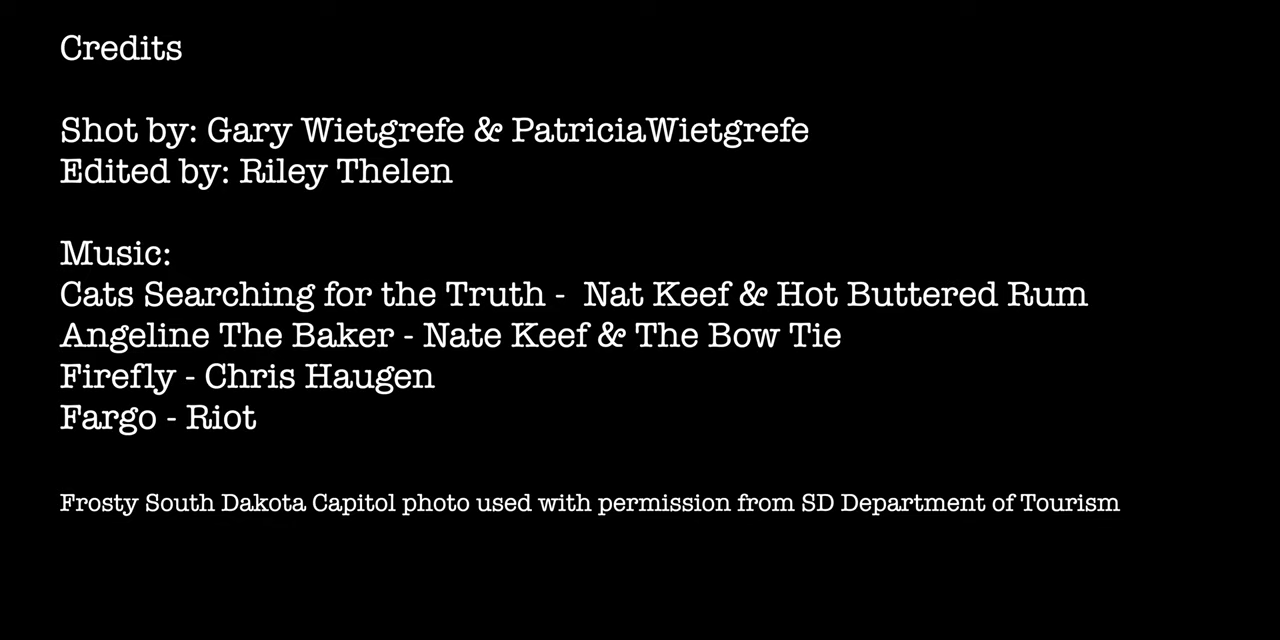 Credits
Shot by: Gary Wietgrefe & PatriciaWietgrefe
Edited by: Riley Thelen
Music:
Cats Searching for the Truth -  Nat Keef & Hot Buttered Rum
Angeline The Baker - Nate Keef & The Bow Tie
Firefly - Chris Haugen
Fargo - Riot
Frosty South Dakota Capitol photo used with permission from SD Department of Tourism